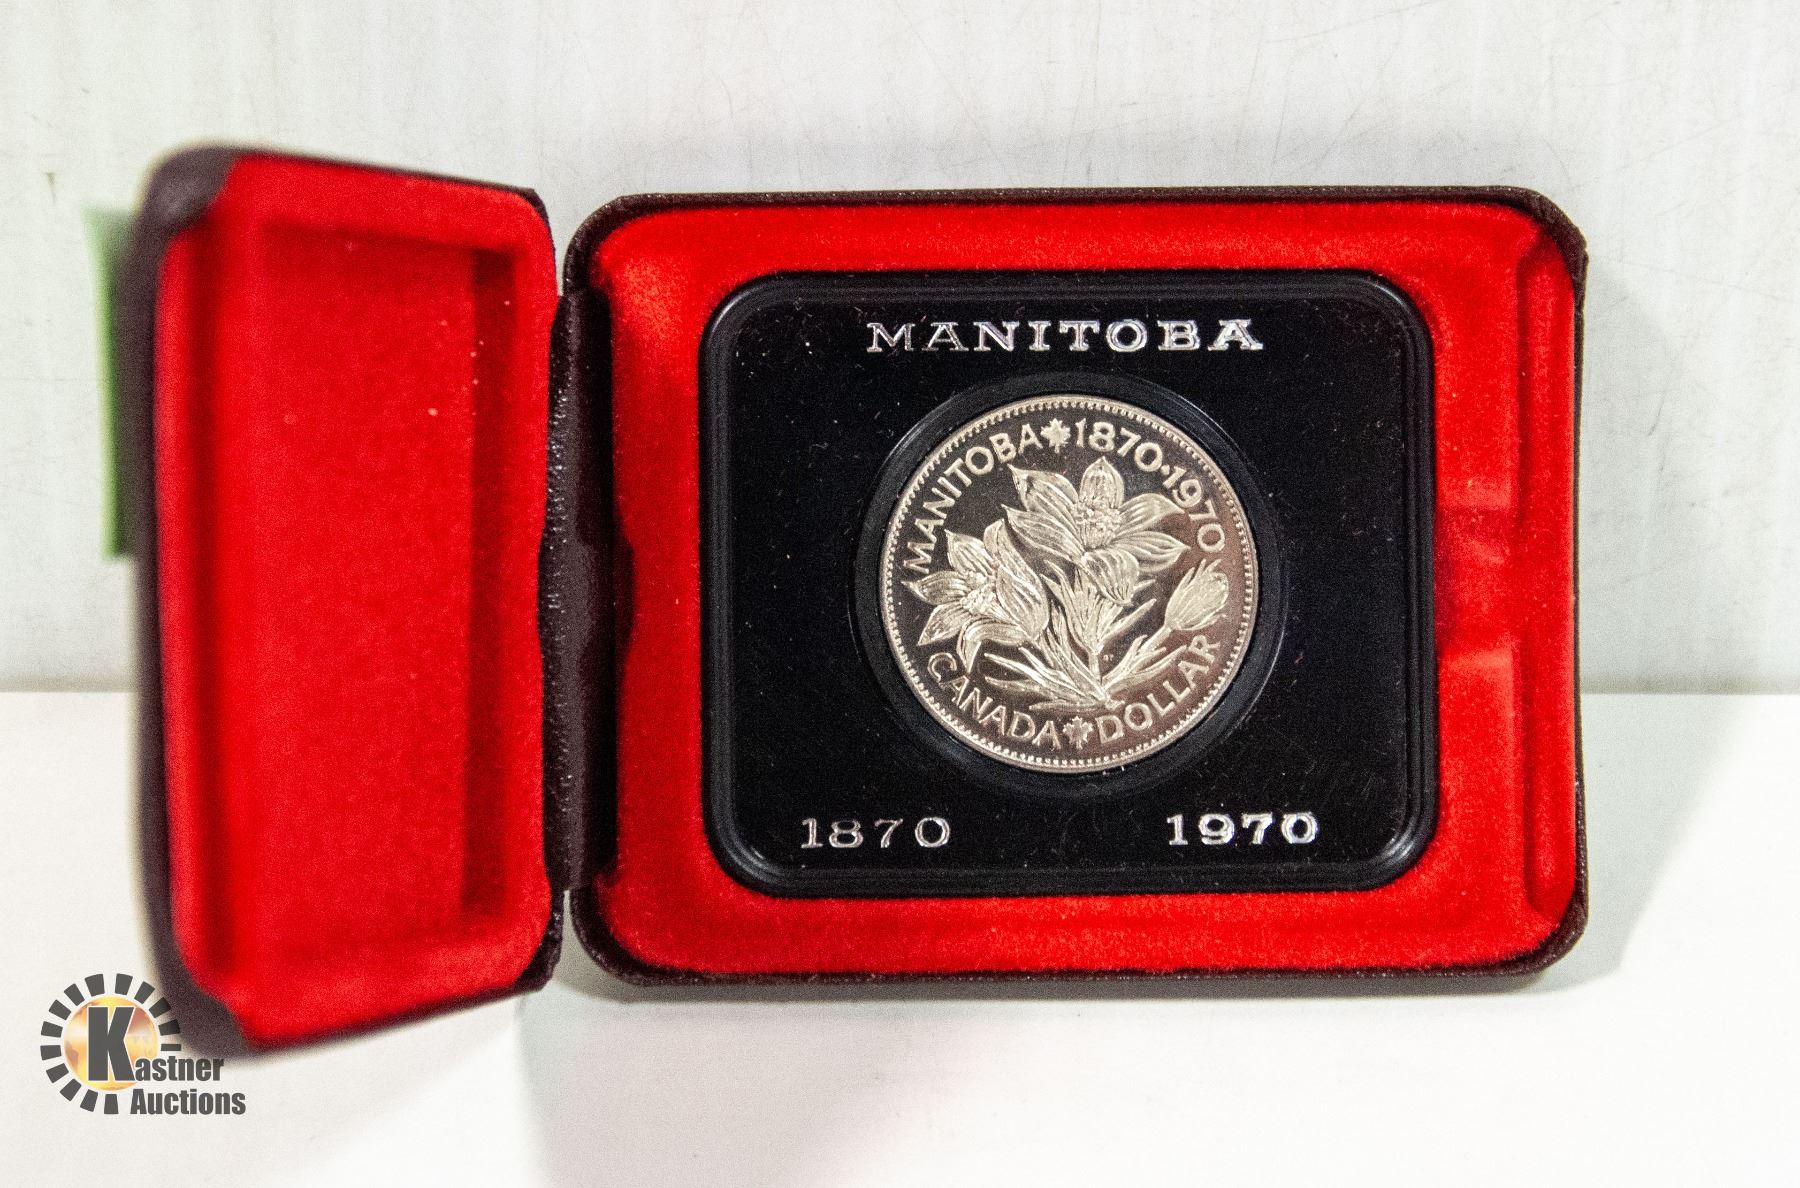 MANITOBA
MANITOBA 1870·1970
CANADA DOLLAR
1870 1970
Kastner
Auctions